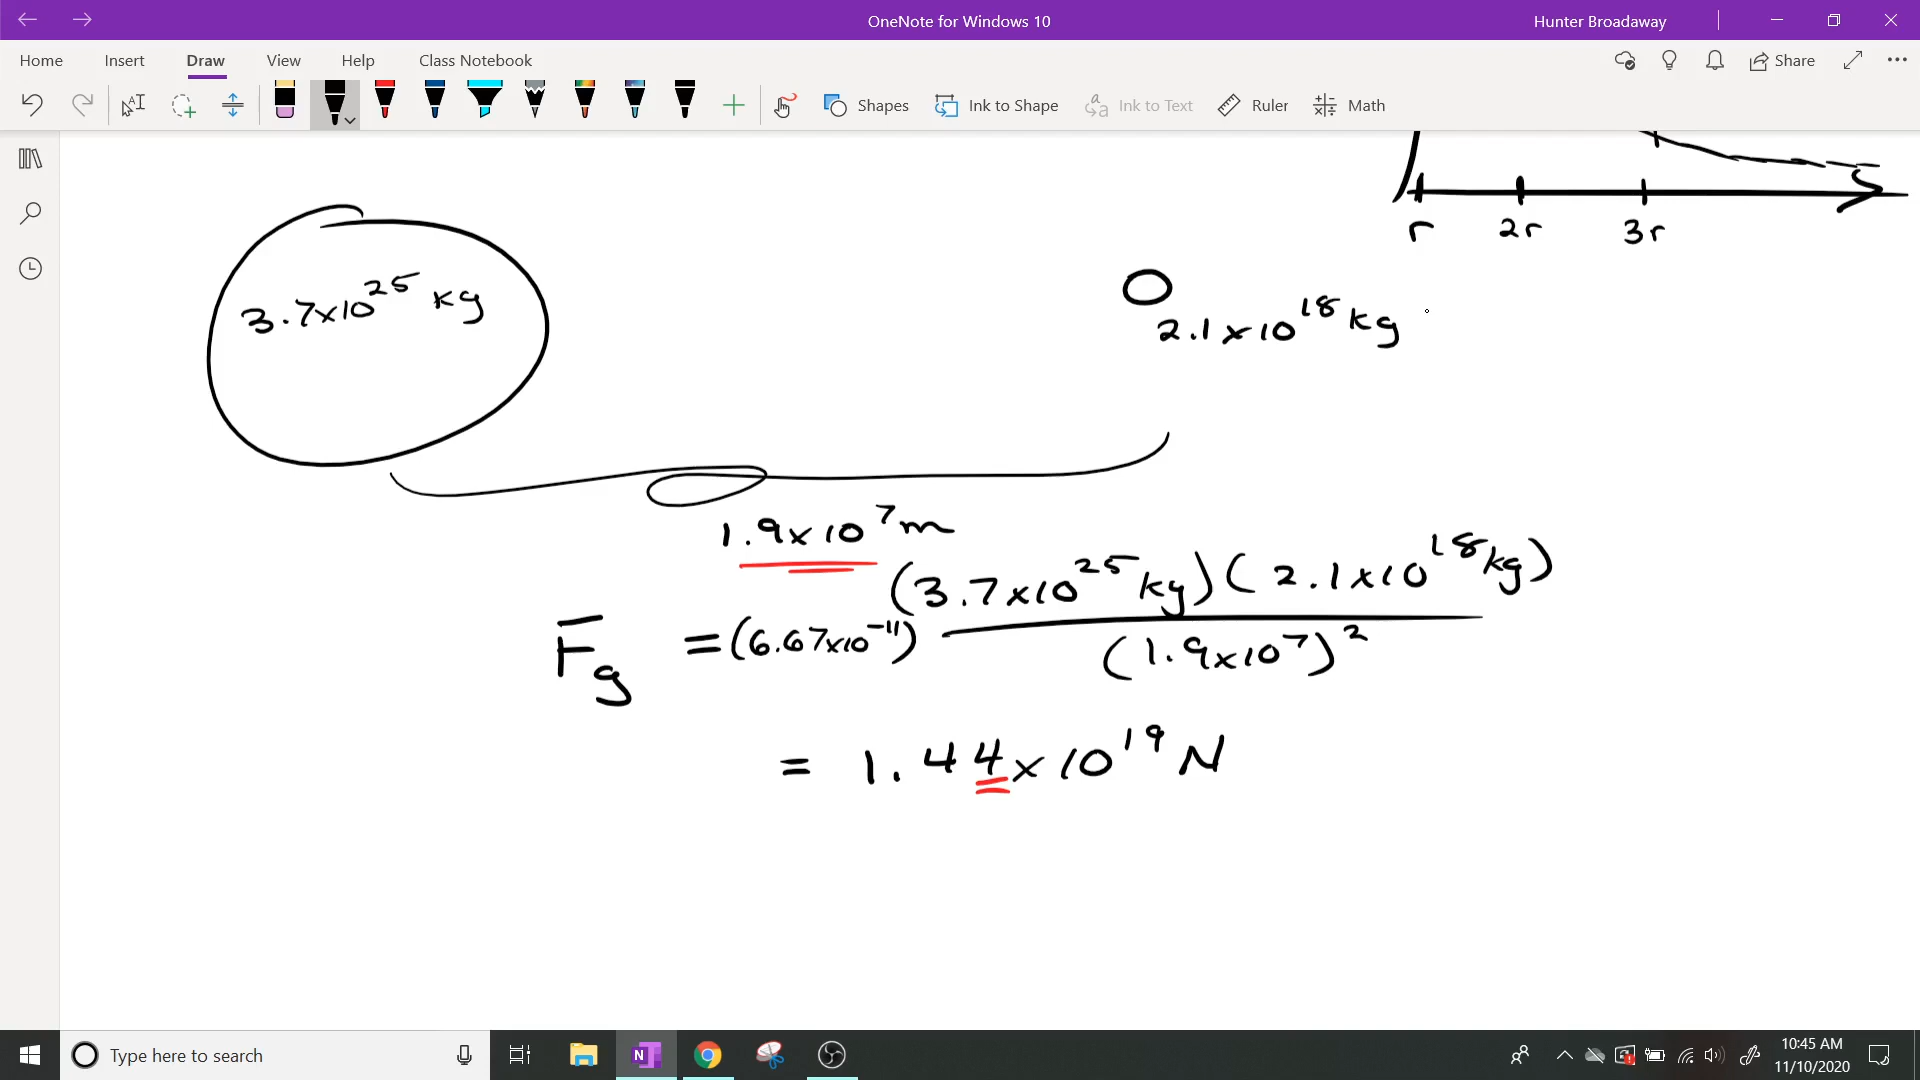 OneNote for Windows 10
Hunter Broadaway
Home Insert Draw View Help Class Notebook
Share
Shapes Ink to Shape Ink to Text Ruler Math
r 2r 3r
3.7x10^25 kg
2.1x10^18 kg
1.9x10^7 m
F_g = (6.67x10^-11) (3.7x10^25 kg)(2.1x10^18 kg)
(1.9x10^7)^2
= 1.44x10^19 N
Type here to search
10:45 AM
11/10/2020